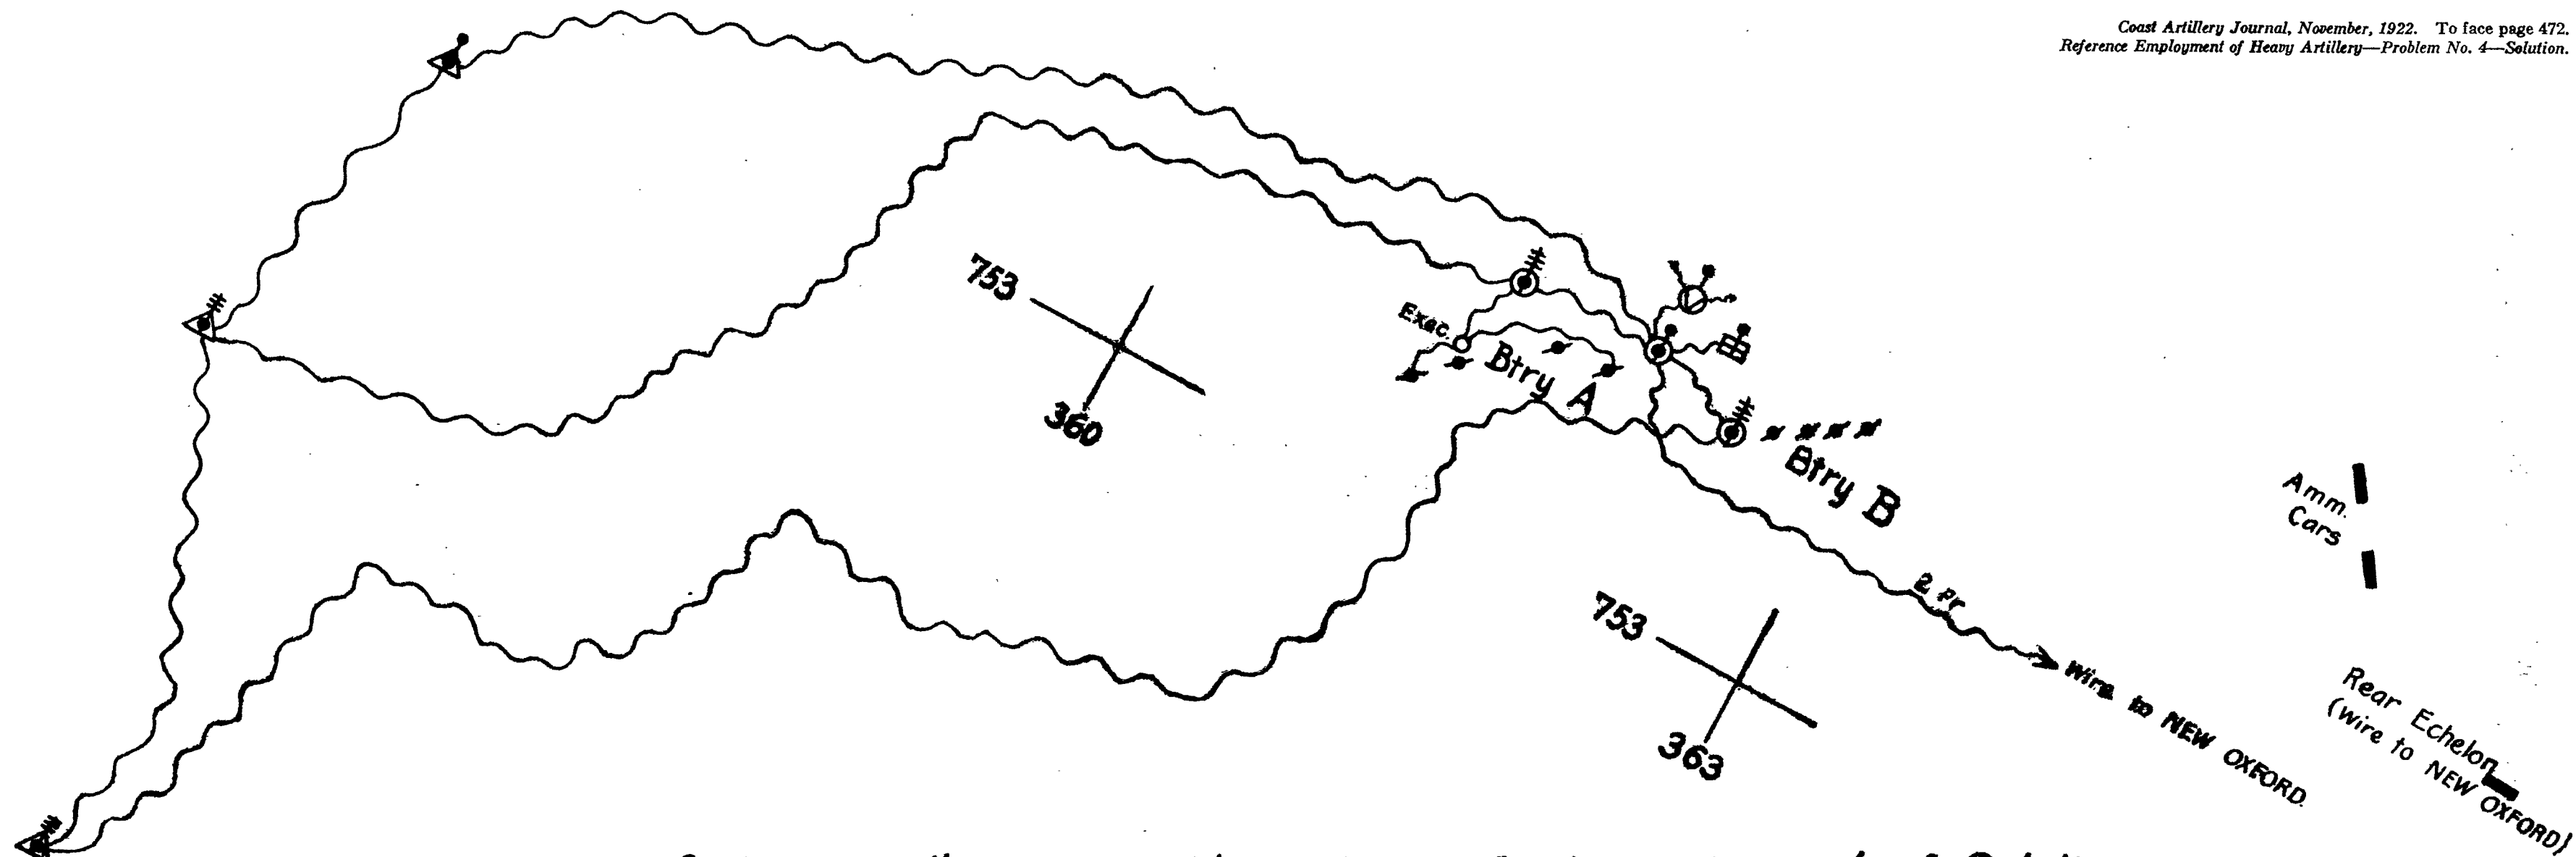 Coast Artillery Journal, November, 1922. To face page 472.
Reference Employment of Heavy Artillery—Problem No. 4—Solution.
753
360
Exec.
Btry A
Btry B
Amm.
Cars
2 Pr.
753
363
Wire to NEW OXFORD.
Rear Echelon
(wire to NEW OXFORD)